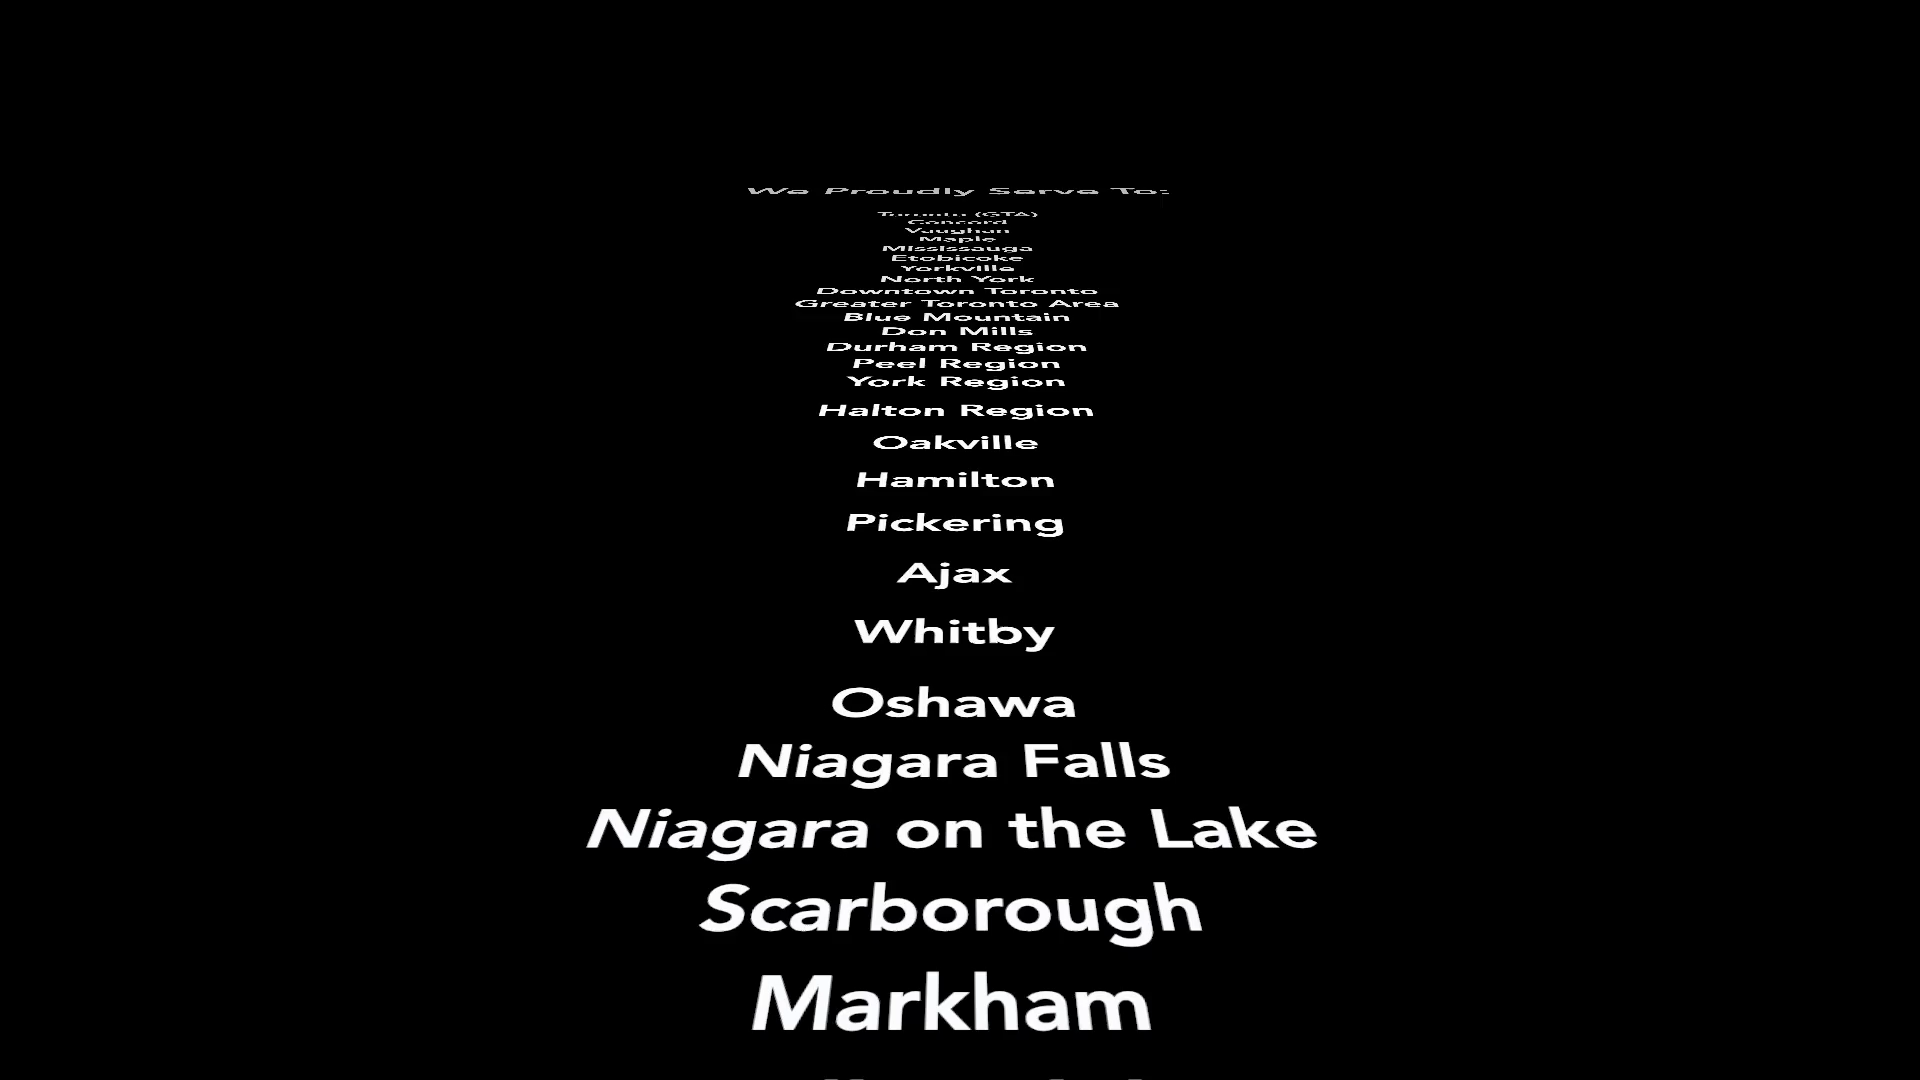 We Proudly Serve To:
Toronto (GTA)
Concord
Vaughan
Maple
Mississauga
Etobicoke
Yorkville
North York
Downtown Toronto
Greater Toronto Area
Blue Mountain
Don Mills
Durham Region
Peel Region
York Region
Halton Region
Oakville
Hamilton
Pickering
Ajax
Whitby
Oshawa
Niagara Falls
Niagara on the Lake
Scarborough
Markham